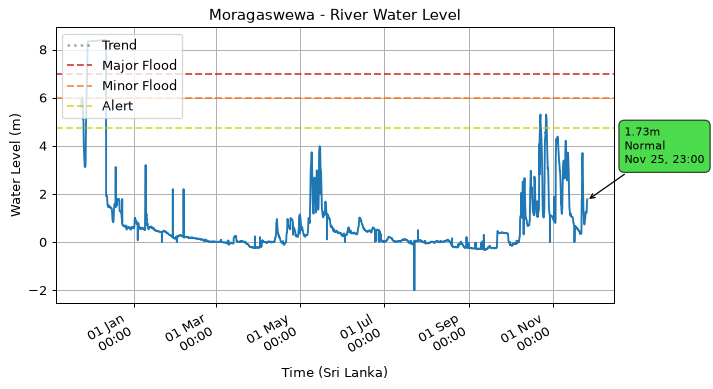 Moragaswewa - River Water Level
Trend
Major Flood
Minor Flood
Alert
8
6
4
2
0
−2
Water Level (m)
1.73m
Normal
Nov 25, 23:00
01 Jan
00:00
01 Mar
00:00
01 May
00:00
01 Jul
00:00
01 Sep
00:00
01 Nov
00:00
Time (Sri Lanka)